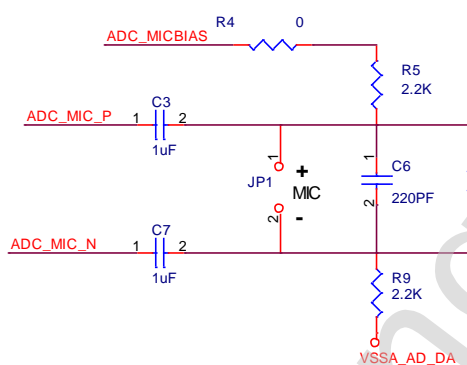 R4 0
ADC_MICBIAS
R5
2.2K
ADC_MIC_P
C3
1 2
1uF
1
JP1
+
MIC
-
2
1
C6
2
220PF
ADC_MIC_N
C7
1 2
1uF
R9
2.2K
VSSA_AD_DA